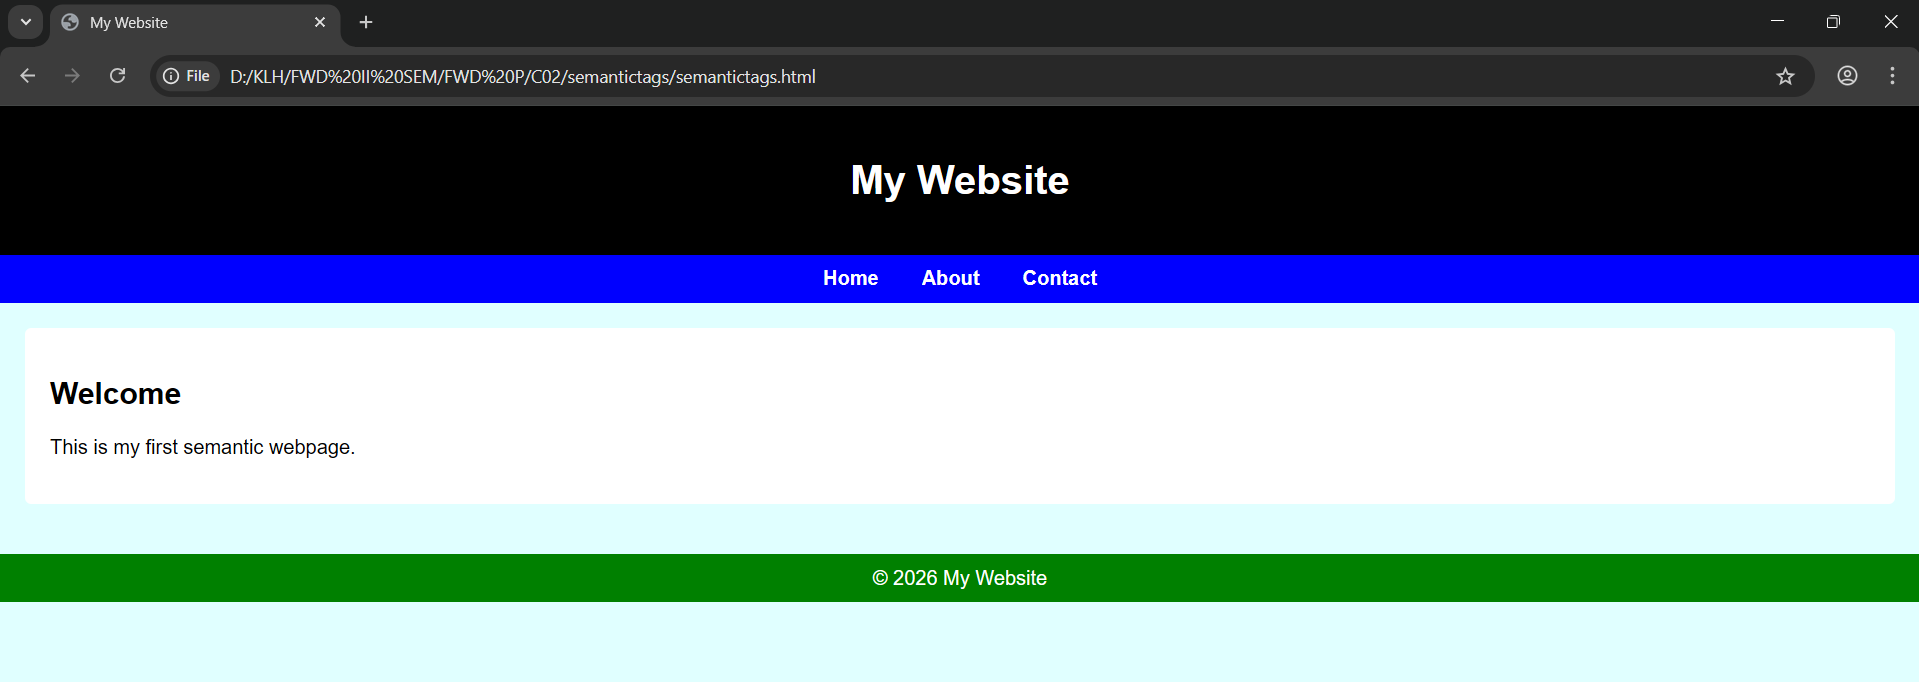 My Website
File D:/KLH/FWD%20II%20SEM/FWD%20P/C02/semantictags/semantictags.html
My Website
Home About Contact
Welcome
This is my first semantic webpage.
© 2026 My Website